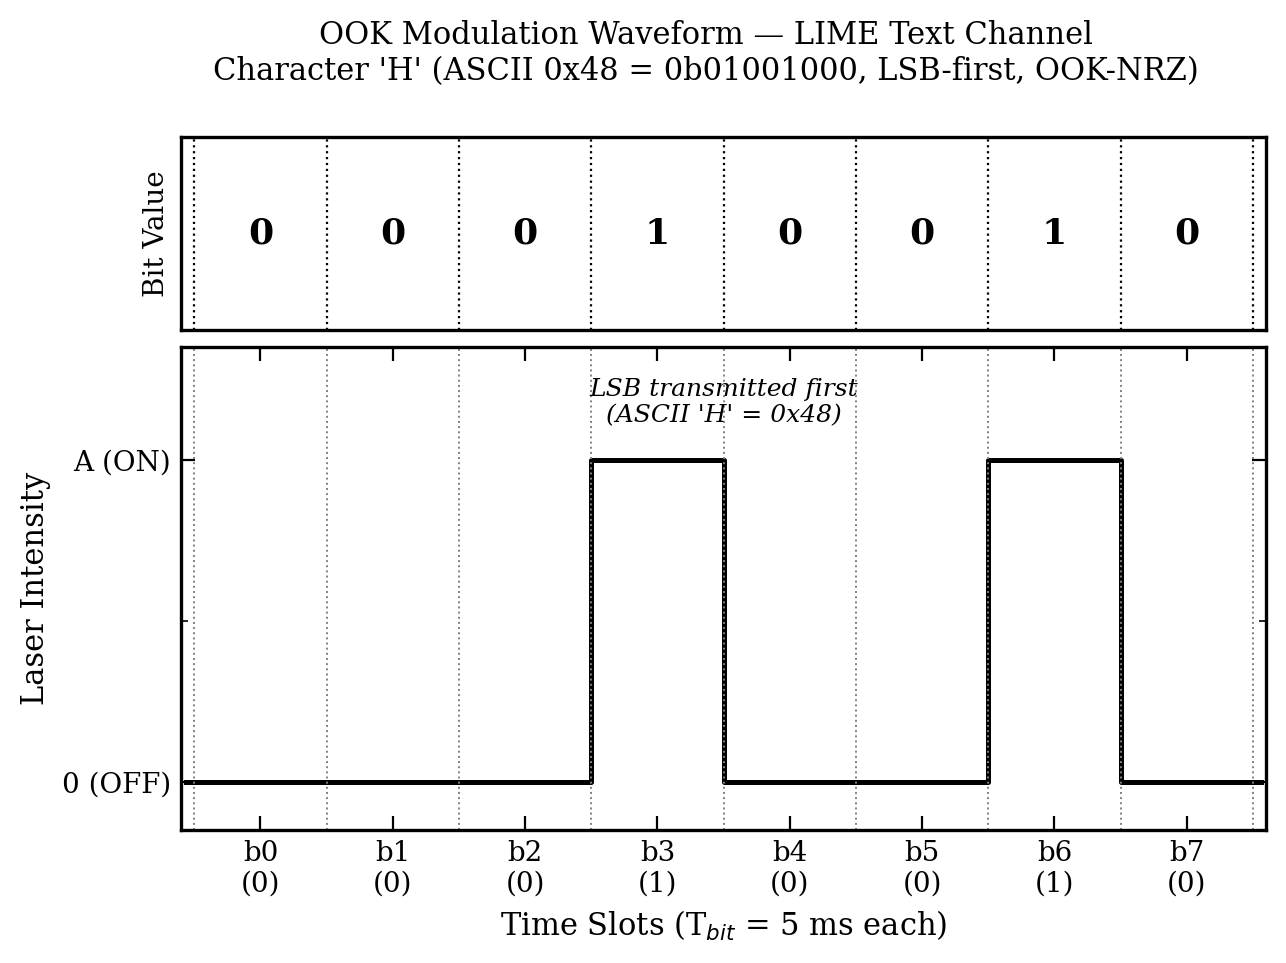 OOK Modulation Waveform — LIME Text Channel
Character 'H' (ASCII 0x48 = 0b01001000, LSB-first, OOK-NRZ)
Bit Value
0 0 0 1 0 0 1 0
LSB transmitted first
(ASCII 'H' = 0x48)
A (ON)
Laser Intensity
0 (OFF)
b0 b1 b2 b3 b4 b5 b6 b7
(0) (0) (0) (1) (0) (0) (1) (0)
Time Slots (T_bit = 5 ms each)